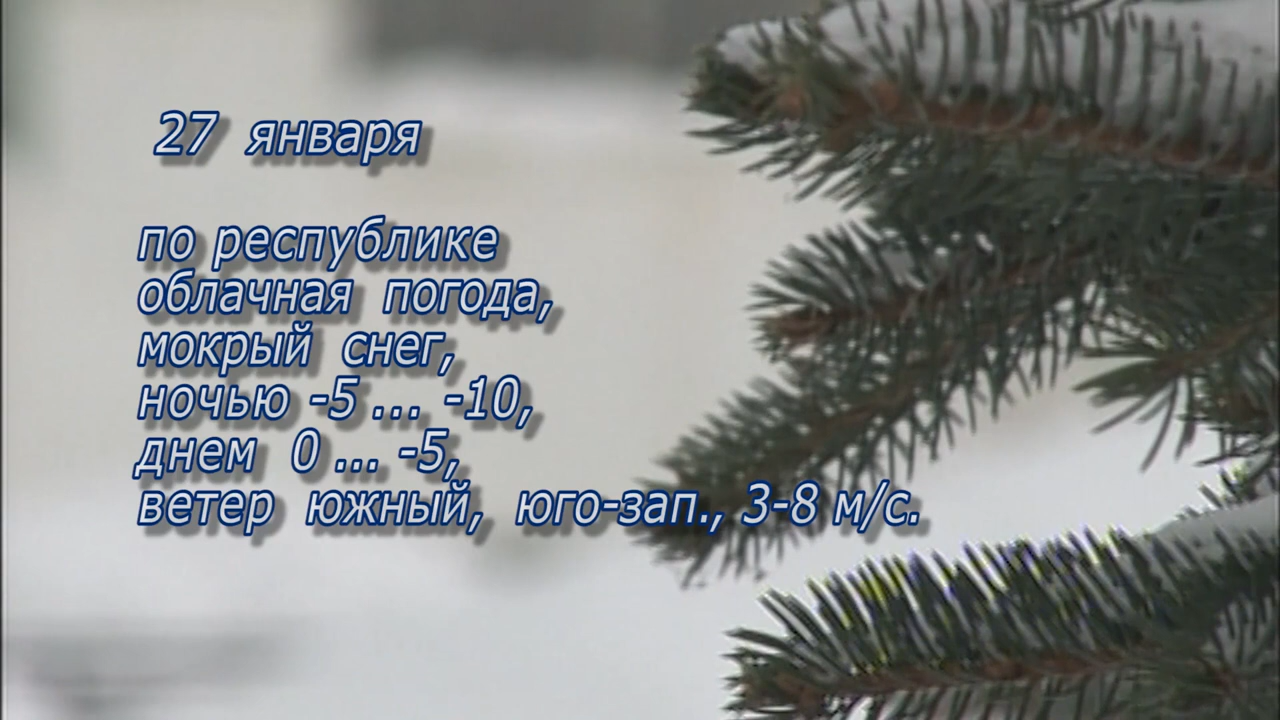 27 января
по республике
облачная погода,
мокрый снег,
ночью -5 ... -10,
днем 0 ... -5,
ветер южный, юго-зап., 3-8 м/с.